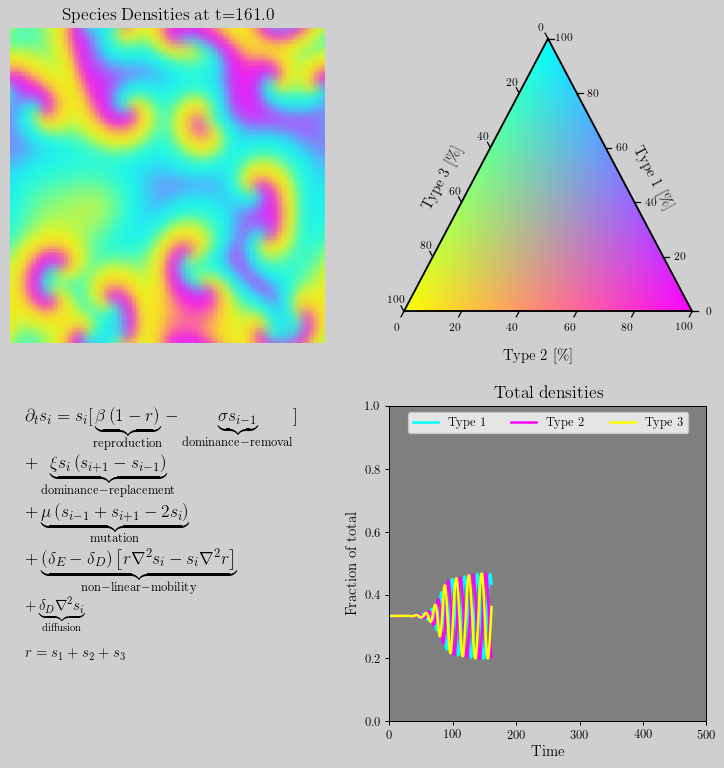 Species Densities at t=161.0
0
100
20
80
40
60
60
40
80
20
100
0
0
20
40
60
80
100
Type 3 [%]
Type 1 [%]
Type 2 [%]
∂ₜsᵢ = sᵢ[β (1 − r) − σsᵢ₋₁ ]
reproduction dominance−removal
+ ξsᵢ (sᵢ₊₁ − sᵢ₋₁)
dominance−replacement
+ μ (sᵢ₋₁ + sᵢ₊₁ − 2sᵢ)
mutation
+ (δ_E − δ_D) [r∇²sᵢ − sᵢ∇²r]
non−linear−mobility
+ δ_D∇²sᵢ
diffusion
r = s₁ + s₂ + s₃
Total densities
Type 1 Type 2 Type 3
1.0
0.8
0.6
0.4
0.2
0.0
Fraction of total
0 100 200 300 400 500
Time